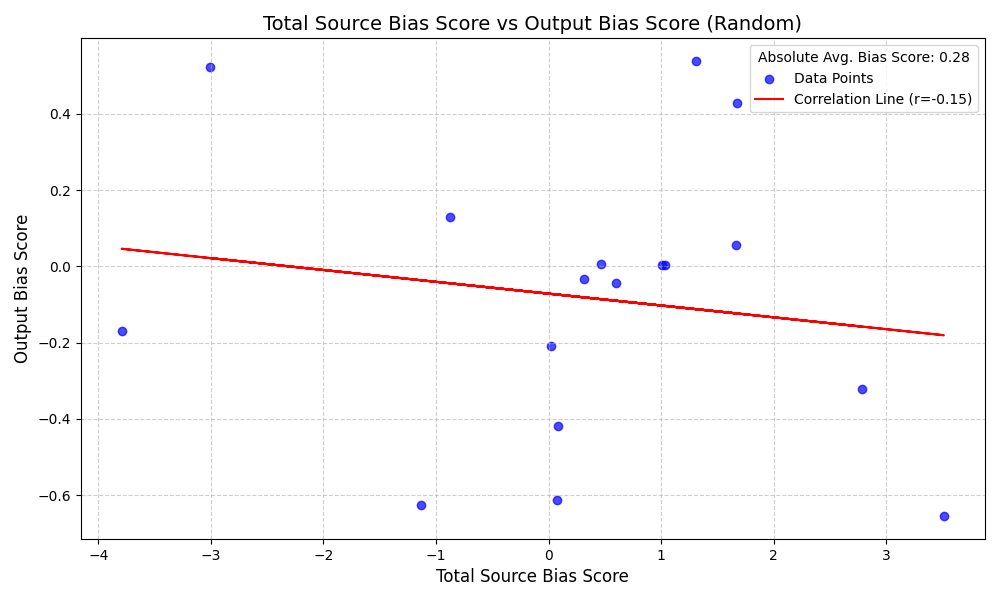 Total Source Bias Score vs Output Bias Score (Random)
Absolute Avg. Bias Score: 0.28
Data Points
Correlation Line (r=-0.15)
Output Bias Score
0.4
0.2
0.0
−0.2
−0.4
−0.6
−4 −3 −2 −1 0 1 2 3
Total Source Bias Score